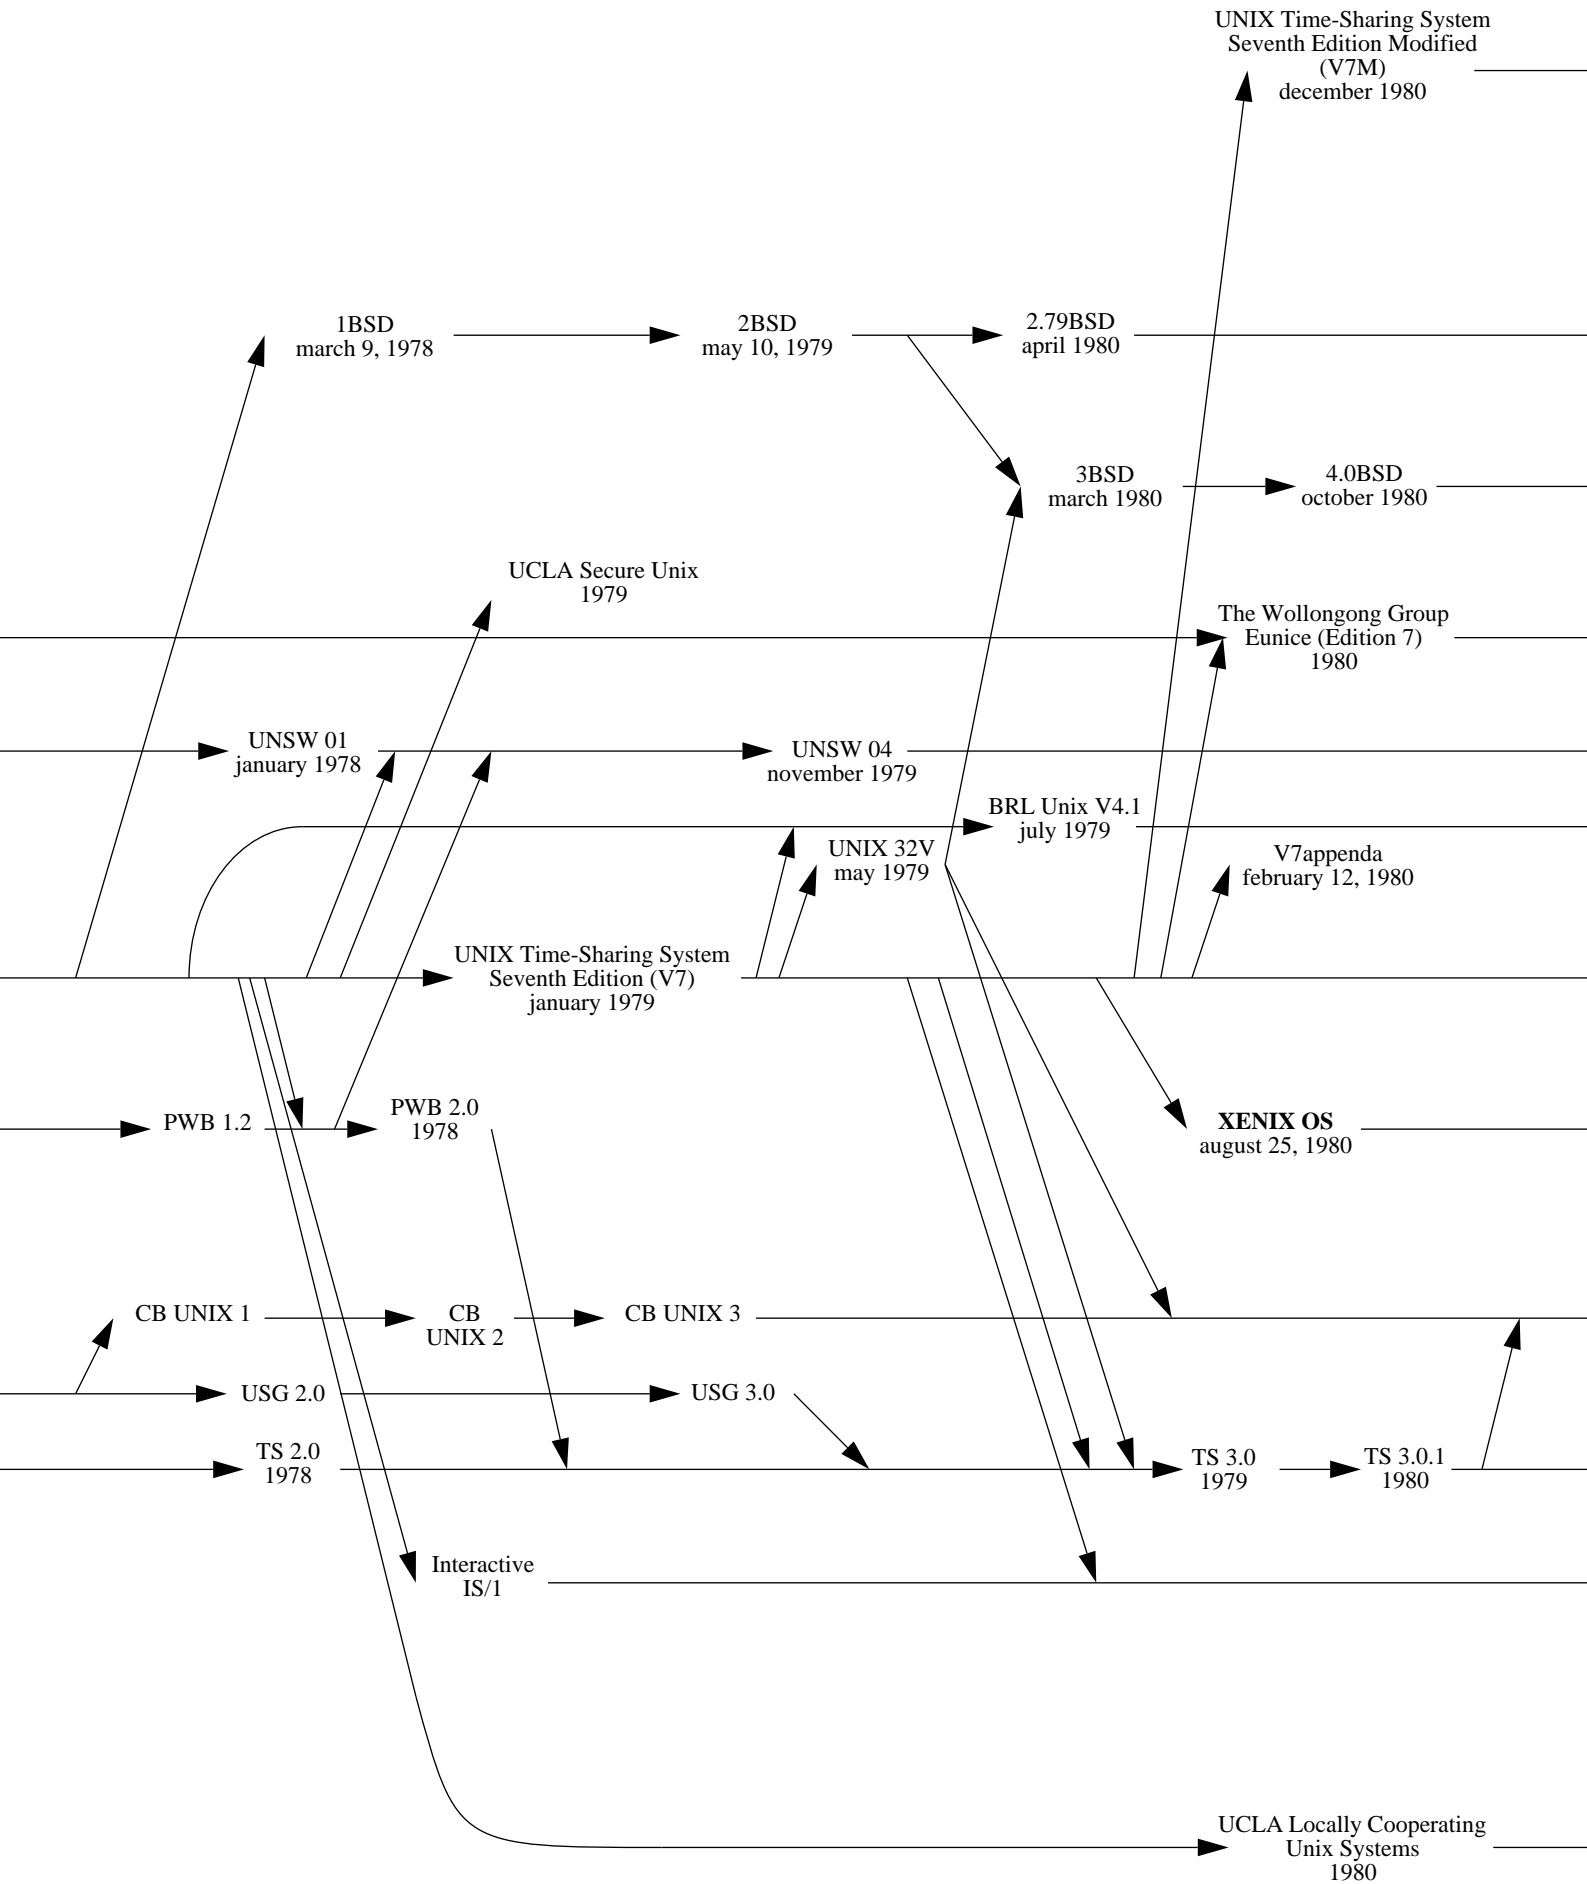 UNIX Time-Sharing System
Seventh Edition Modified
(V7M)
december 1980
1BSD
march 9, 1978
2BSD
may 10, 1979
2.79BSD
april 1980
3BSD
march 1980
4.0BSD
october 1980
UCLA Secure Unix
1979
The Wollongong Group
Eunice (Edition 7)
1980
UNSW 01
january 1978
UNSW 04
november 1979
BRL Unix V4.1
july 1979
UNIX 32V
may 1979
V7appenda
february 12, 1980
UNIX Time-Sharing System
Seventh Edition (V7)
january 1979
PWB 1.2
PWB 2.0
1978
XENIX OS
august 25, 1980
CB UNIX 1
CB
UNIX 2
CB UNIX 3
USG 2.0
USG 3.0
TS 2.0
1978
TS 3.0
1979
TS 3.0.1
1980
Interactive
IS/1
UCLA Locally Cooperating
Unix Systems
1980